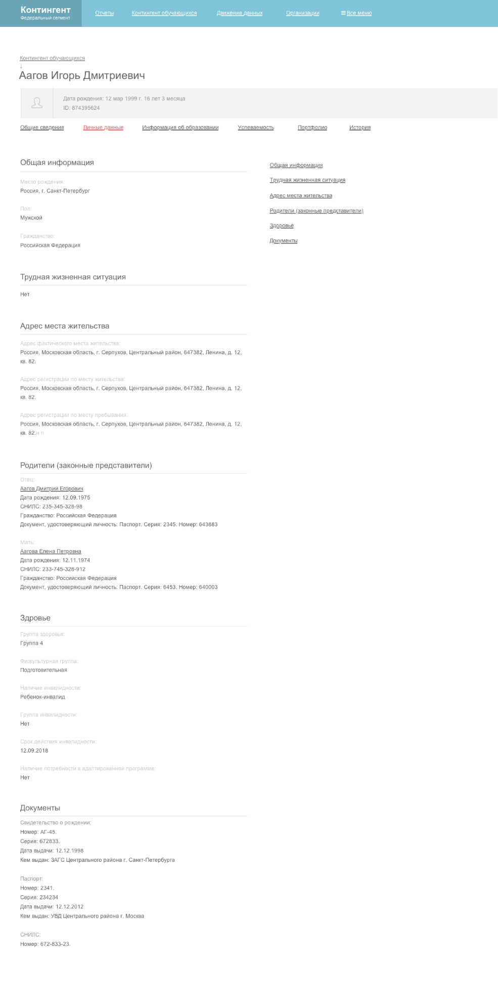 Контингент
Федеральный сегмент
Отчеты
Контингент обучающихся
Движение данных
Организации
Все меню
Контингент обучающихся
↓
Аагов Игорь Дмитриевич
Дата рождения: 12 мар 1999 г. 16 лет 3 месяца
ID: 874395624
Общие сведения
Личные данные
Информация об образовании
Успеваемость
Портфолио
История
Общая информация
Место рождения:
Россия, г. Санкт-Петербург
Пол:
Мужской
Гражданство:
Российская Федерация
Общая информация
Трудная жизненная ситуация
Адрес места жительства
Родители (законные представители)
Здоровье
Документы
Трудная жизненная ситуация
Нет
Адрес места жительства
Адрес фактического места жительства:
Россия, Московская область, г. Серпухов, Центральный район, 647382, Ленина, д. 12,
кв. 82.
Адрес регистрации по месту жительства:
Россия, Московская область, г. Серпухов, Центральный район, 647382, Ленина, д. 12,
кв. 82.
Адрес регистрации по месту пребывания:
Россия, Московская область, г. Серпухов, Центральный район, 647382, Ленина, д. 12,
кв. 82.и п
Родители (законные представители)
Отец:
Аагов Дмитрий Егорович
Дата рождения: 12.09.1975
СНИЛС: 235-345-328-98
Гражданство: Российская Федерация
Документ, удостоверяющий личность: Паспорт. Серия: 2345. Номер: 643883
Мать:
Аагова Елена Петровна
Дата рождения: 12.11.1974
СНИЛС: 233-745-328-912
Гражданство: Российская Федерация
Документ, удостоверяющий личность: Паспорт. Серия: 6453. Номер: 640003
Здровье
Группа здоровья:
Группа 4
Физкультурная группа:
Подготовительная
Наличие инвалидности:
Ребенок-инвалид
Группа инвалидности:
Нет
Срок действия инвалидности:
12.09.2018
Наличие потребности в адаптированной программе:
Нет
Документы
Свидетельство о рождении:
Номер: АГ-45.
Серия: 672833.
Дата выдачи: 12.12.1998
Кем выдан: ЗАГС Центрального района г. Санкт-Петербурга
Паспорт:
Номер: 2341.
Серия: 234234
Дата выдачи: 12.12.2012
Кем выдан: УВД Центрального района г. Москва
СНИЛС:
Номер: 672-833-23.